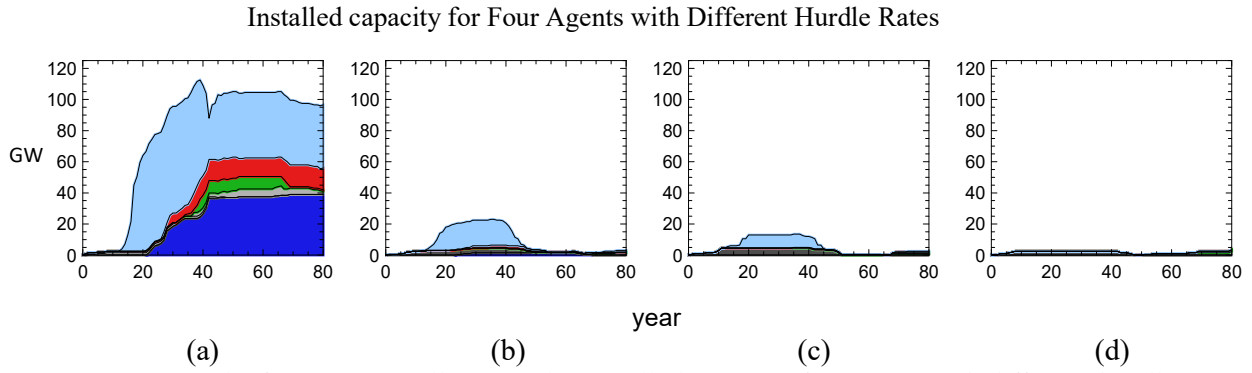 Installed capacity for Four Agents with Different Hurdle Rates
120 120 120 120
100 100 100 100
80 80 80 80
GW 60 60 60 60
40 40 40 40
20 20 20 20
0 0 0 0
0 20 40 60 80 0 20 40 60 80 0 20 40 60 80 0 20 40 60 80
year
(a) (b) (c) (d)